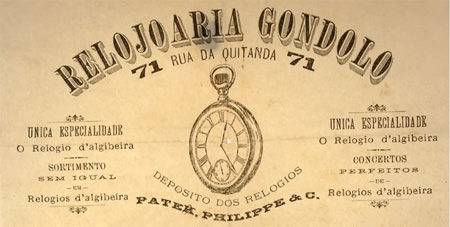 RELOJOARIA GONDOLO
71 RUA DA QUITANDA 71
UNICA ESPECIALIDADE
O Relogio d'algibeira
SORTIMENTO
SEM IGUAL
— EM —
Relogios d'algibeira
DEPOSITO DOS RELOGIOS
PATEK, PHILIPPE & C.
UNICA ESPECIALIDADE
O Relogio d'algibeira
CONCERTOS
PERFEITOS
— DE —
Relogios d'algibeira